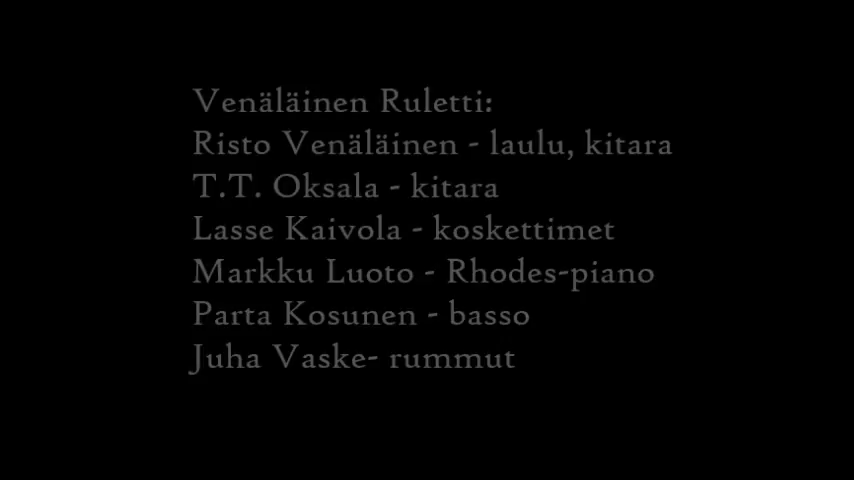 Venäläinen Ruletti:
Risto Venäläinen - laulu, kitara
T.T. Oksala - kitara
Lasse Kaivola - koskettimet
Markku Luoto - Rhodes-piano
Parta Kosunen - basso
Juha Vaske- rummut